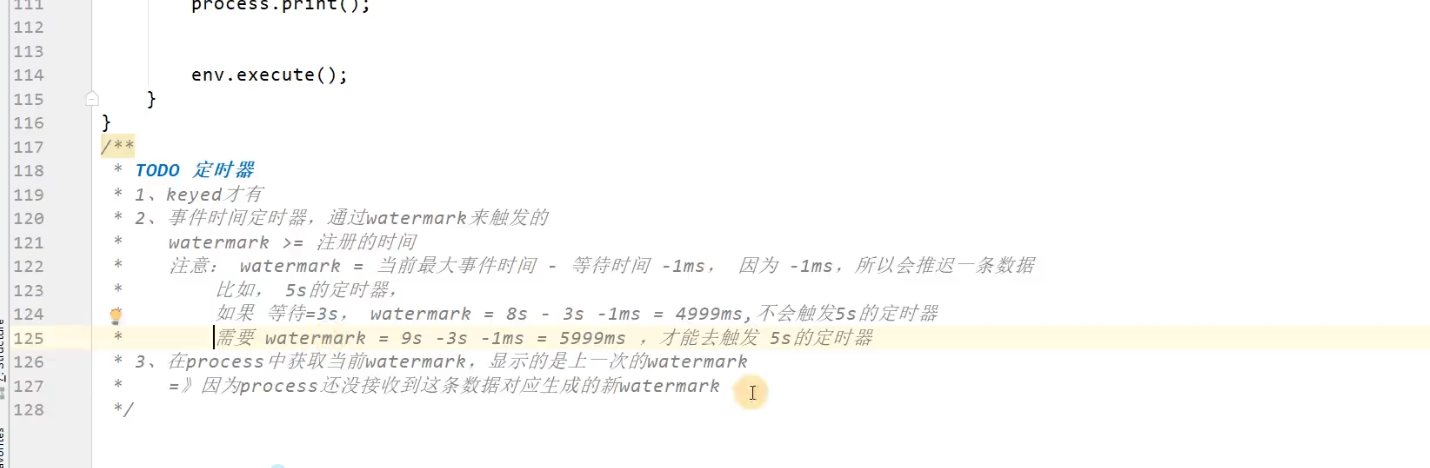 111 process.print();
112
113
114 env.execute();
115 }
116 }
117 /**
118 * TODO 定时器
119 * 1、keyed才有
120 * 2、事件时间定时器，通过watermark来触发的
121 * watermark >= 注册的时间
122 * 注意： watermark = 当前最大事件时间 - 等待时间 -1ms， 因为 -1ms，所以会推迟一条数据
123 * 比如， 5s的定时器，
124 * 如果 等待=3s， watermark = 8s - 3s -1ms = 4999ms,不会触发5s的定时器
125 * 需要 watermark = 9s -3s -1ms = 5999ms ，才能去触发 5s的定时器
126 * 3、在process中获取当前watermark，显示的是上一次的watermark
127 * =》因为process还没接收到这条数据对应生成的新watermark
128 */
Z: Structure